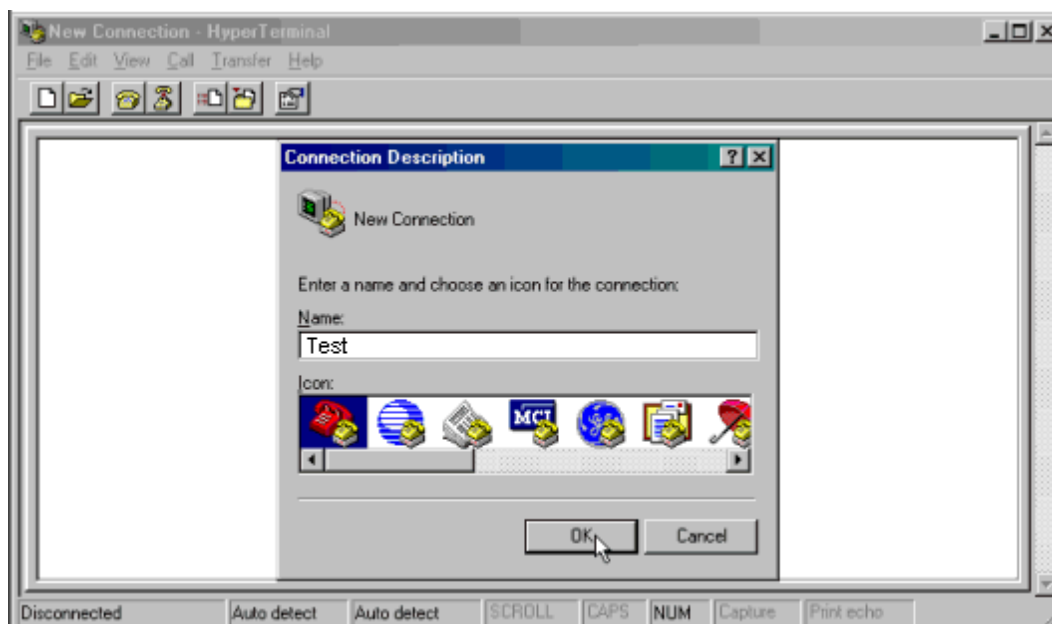 New Connection - HyperTerminal
File Edit View Call Transfer Help
Connection Description
New Connection
Enter a name and choose an icon for the connection:
Name:
Test
Icon:
MCI
OK Cancel
Disconnected Auto detect Auto detect SCROLL CAPS NUM Capture Print echo